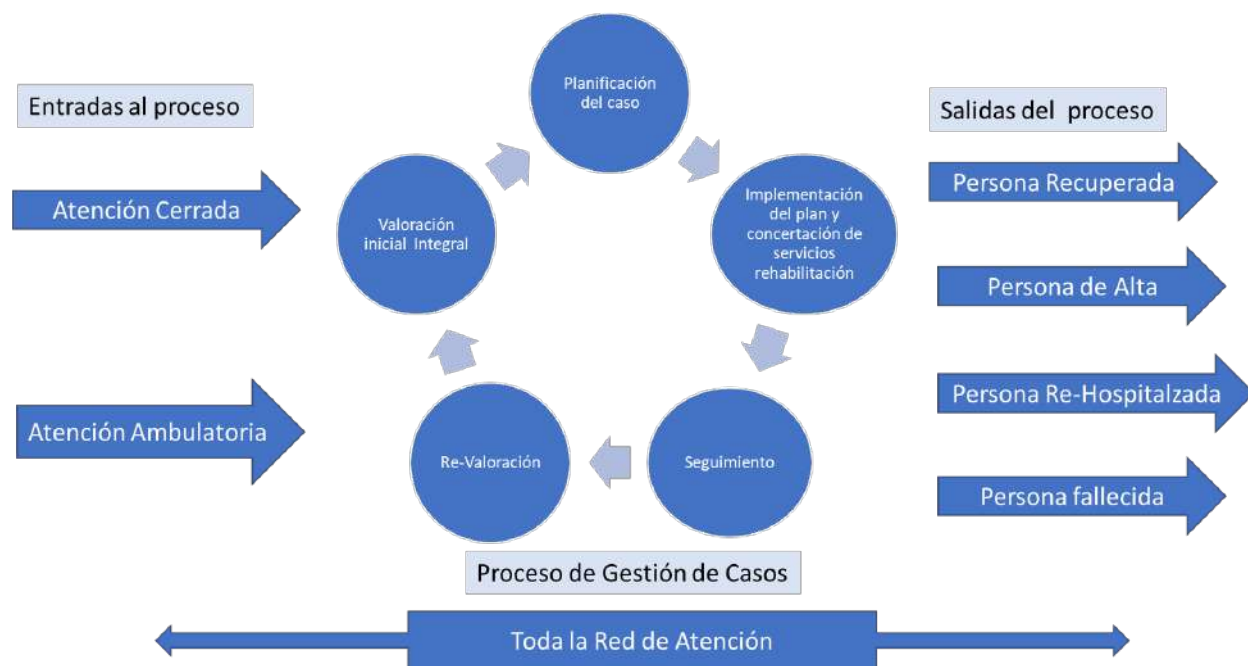 Entradas al proceso
Atención Cerrada
Atención Ambulatoria
Planificación
del caso
Valoración
inicial Integral
Implementación
del plan y
concertación de
servicios
rehabilitación
Re-Valoración
Seguimiento
Proceso de Gestión de Casos
Toda la Red de Atención
Salidas del proceso
Persona Recuperada
Persona de Alta
Persona Re-Hospitalzada
Persona fallecida